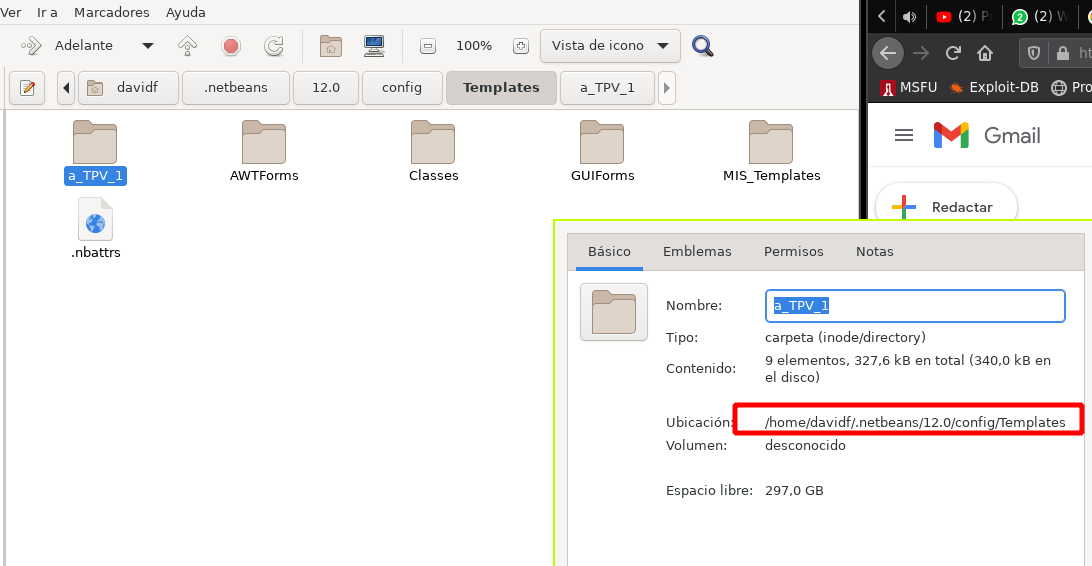 Ver Ir a Marcadores Ayuda
(2) (2) W
Adelante 100% Vista de icono
davidf .netbeans 12.0 config Templates a_TPV_1
MSFU Exploit-DB Pro
Gmail
a_TPV_1 AWTForms Classes GUIForms MIS_Templates
Redactar
.nbattrs
Básico Emblemas Permisos Notas
Nombre: a_TPV_1
Tipo: carpeta (inode/directory)
Contenido: 9 elementos, 327,6 kB en total (340,0 kB en
el disco)
Ubicación: /home/davidf/.netbeans/12.0/config/Templates
Volumen: desconocido
Espacio libre: 297,0 GB